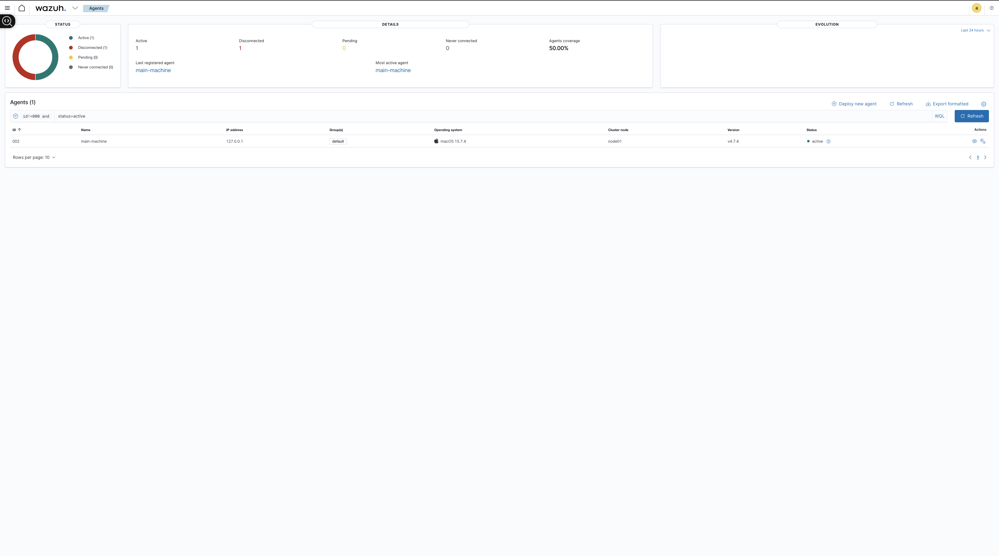 wazuh. Agents a
STATUS
Active (1)
Disconnected (1)
Pending (0)
Never connected (0)
DETAILS
Active Disconnected Pending Never connected Agents coverage
1 1 0 0 50.00%
Last registered agent Most active agent
main-machine main-machine
EVOLUTION
Last 24 hours
Agents (1)
Deploy new agent Refresh Export formatted
id!=000 and status=active WQL Refresh
ID Name IP address Group(s) Operating system Cluster node Version Status Actions
002 main-machine 127.0.0.1 default macOS 15.7.4 node01 v4.7.4 active
Rows per page: 10 1